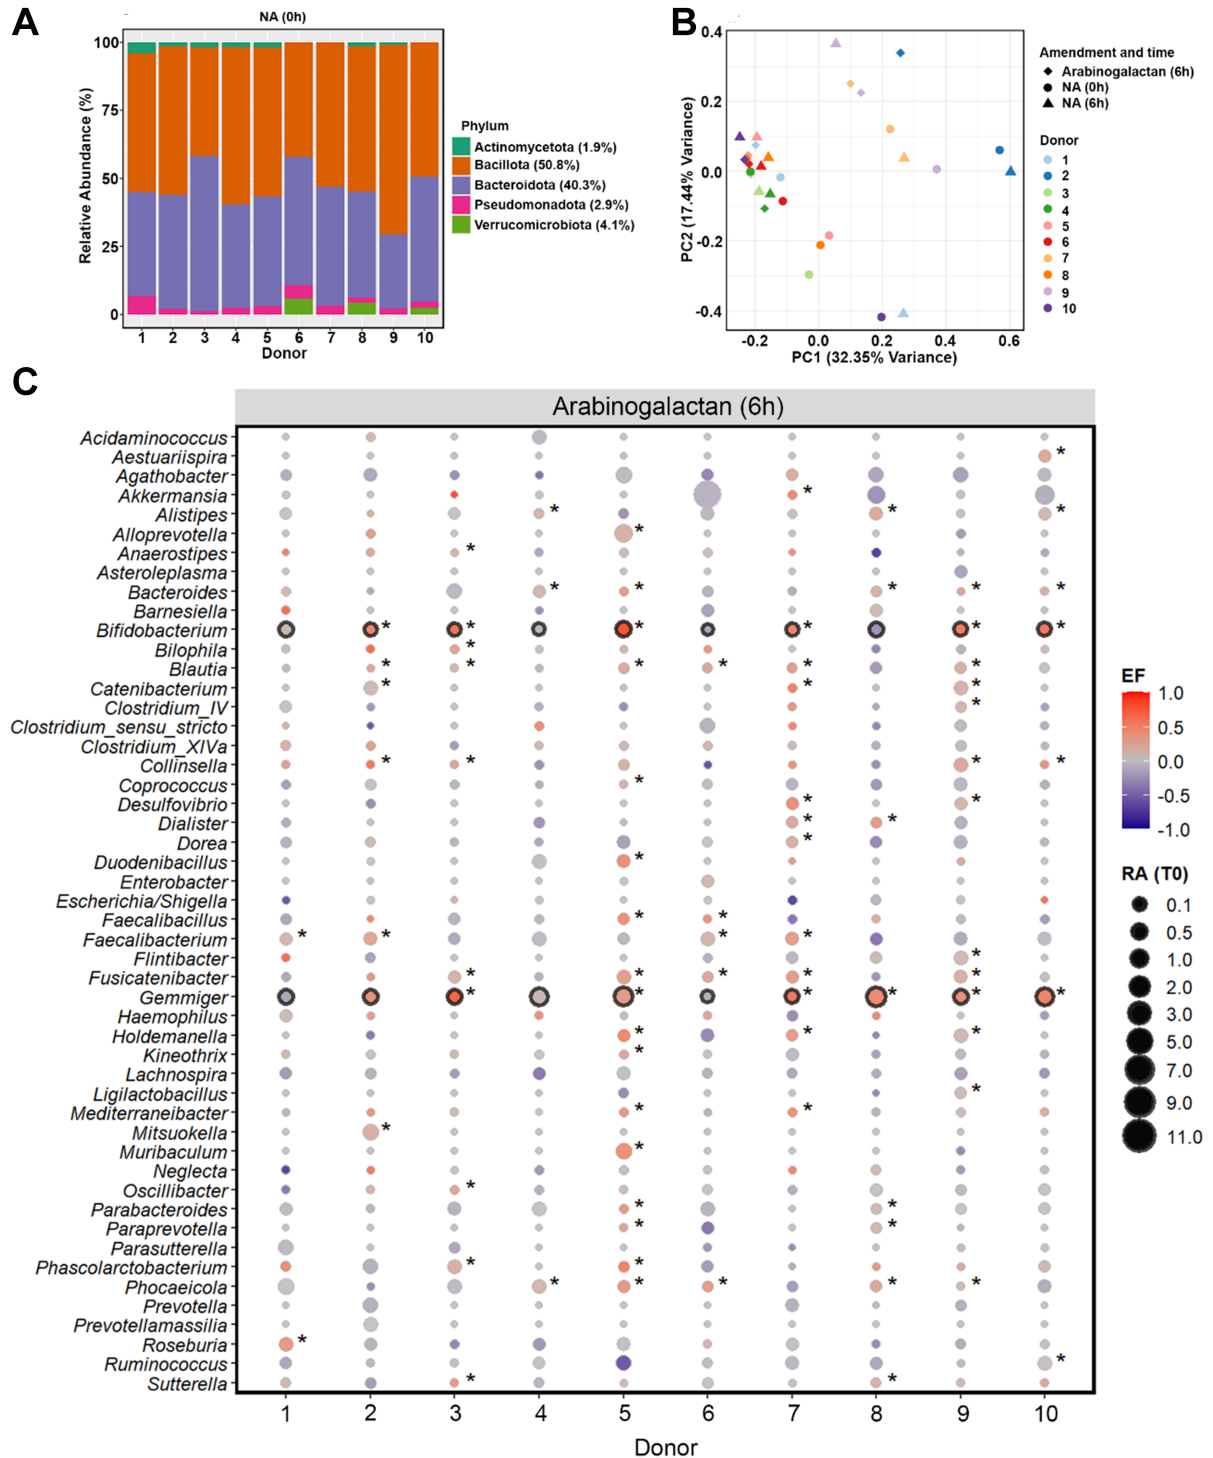 A
NA (0h)
Relative Abundance (%)
100
75
50
25
0
1 2 3 4 5 6 7 8 9 10
Donor
Phylum
Actinomycetota (1.9%)
Bacillota (50.8%)
Bacteroidota (40.3%)
Pseudomonadota (2.9%)
Verrucomicrobiota (4.1%)
B
PC2 (17.44% Variance)
0.4
0.2
0.0
-0.2
-0.4
-0.2 0.0 0.2 0.4 0.6
PC1 (32.35% Variance)
Amendment and time
Arabinogalactan (6h)
NA (0h)
NA (6h)
Donor
1
2
3
4
5
6
7
8
9
10
C
Arabinogalactan (6h)
Acidaminococcus
Aestuariispira *
Agathobacter
Akkermansia *
Alistipes * * *
Alloprevotella *
Anaerostipes *
Asteroleplasma
Bacteroides * * * * *
Barnesiella
Bifidobacterium * * * * * *
Bilophila *
Blautia * * * * * *
Catenibacterium * * *
Clostridium_IV *
Clostridium_sensu_stricto
Clostridium_XIVa
Collinsella * * * *
Coprococcus *
Desulfovibrio * *
Dialister * *
Dorea *
Duodenibacillus *
Enterobacter
Escherichia/Shigella
Faecalibacillus * *
Faecalibacterium * * * *
Flintibacter *
Fusicatenibacter * * * * *
Gemmiger * * * * * *
Haemophilus
Holdemanella * * *
Kineothrix *
Lachnospira
Ligilactobacillus *
Mediterraneibacter * *
Mitsuokella *
Muribaculum *
Neglecta
Oscillibacter *
Parabacteroides * *
Paraprevotella * *
Parasutterella
Phascolarctobacterium * *
Phocaeicola * * * * *
Prevotella
Prevotellamassilia
Roseburia *
Ruminococcus *
Sutterella * *
1 2 3 4 5 6 7 8 9 10
Donor
EF
1.0
0.5
0.0
-0.5
-1.0
RA (T0)
0.1
0.5
1.0
2.0
3.0
5.0
7.0
9.0
11.0